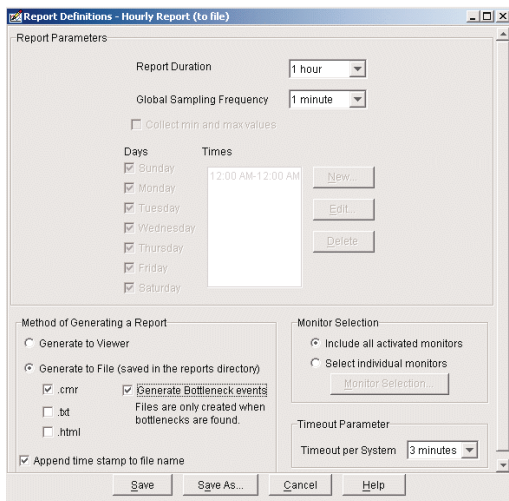 Report Definitions - Hourly Report (to file)
Report Parameters
Report Duration
1 hour
Global Sampling Frequency
1 minute
Collect min and max values
Days
Times
Sunday
Monday
Tuesday
Wednesday
Thursday
Friday
Saturday
12:00 AM-12:00 AM
New...
Edit...
Delete
Method of Generating a Report
Generate to Viewer
Generate to File (saved in the reports directory)
.cmr
Generate Bottleneck events
.txt
Files are only created when
bottlenecks are found.
.html
Append time stamp to file name
Monitor Selection
Include all activated monitors
Select individual monitors
Monitor Selection...
Timeout Parameter
Timeout per System
3 minutes
Save
Save As...
Cancel
Help